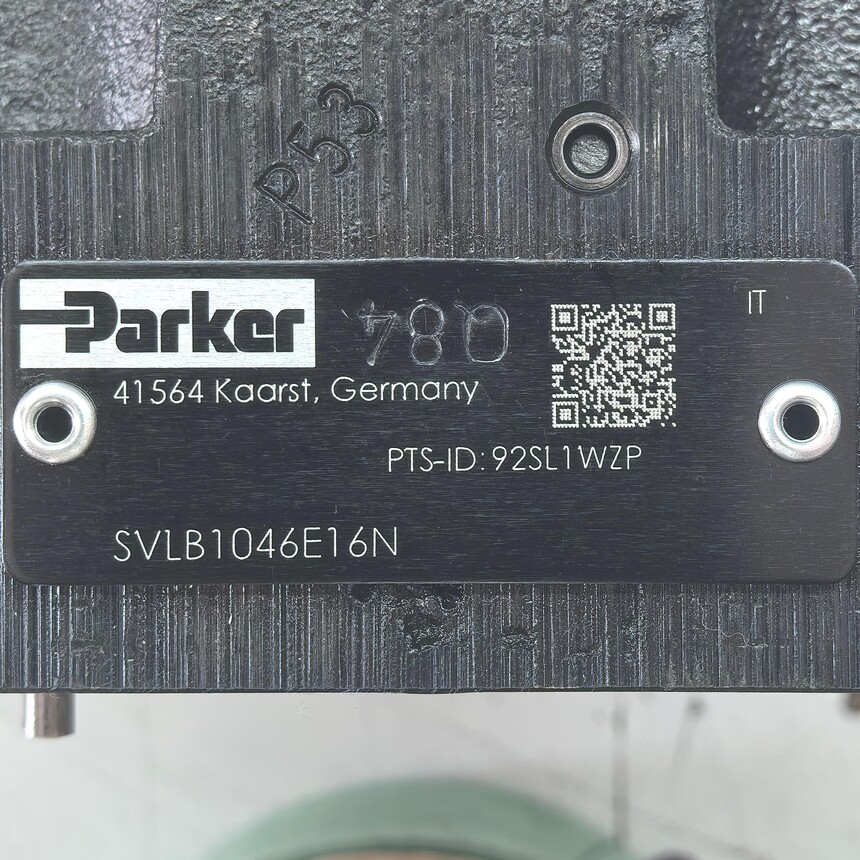 P53
Parker 780
IT
41564 Kaarst, Germany
PTS-ID: 92SL1WZP
SVLB1046E16N